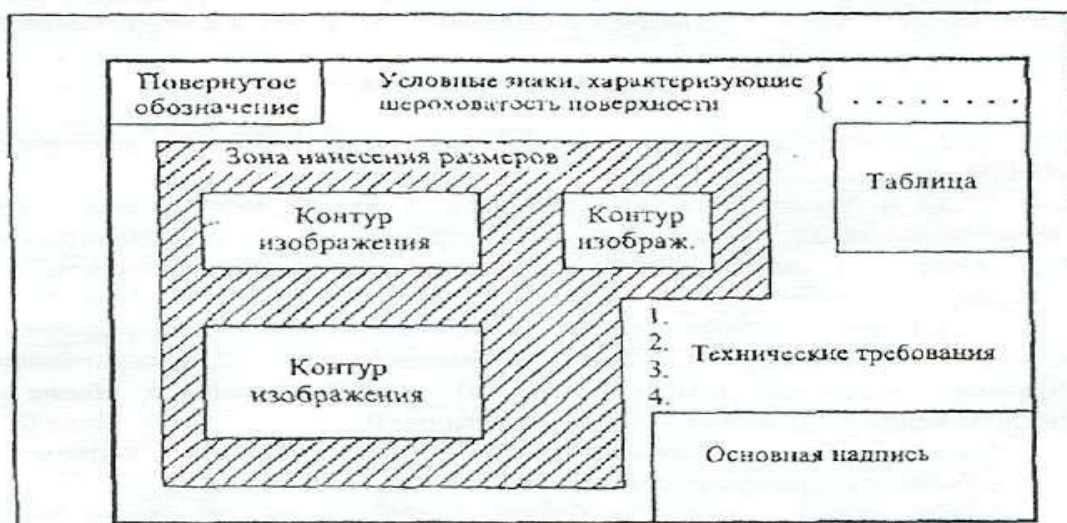 Повернутое
обозначение
Условные знаки, характеризующие
шероховатость поверхности
{ . . . . . . . .
Зона нанесения размеров
Таблица
Контур
изображения
Контур
изображ.
Контур
изображения
1.
2.
3.
4.
Технические требования
Основная надпись